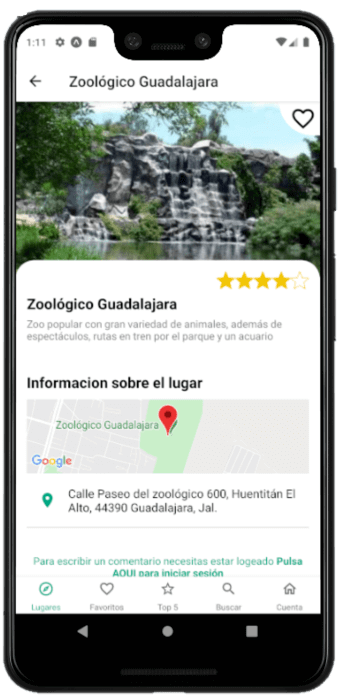 1:11
Zoológico Guadalajara
Zoológico Guadalajara
Zoo popular con gran variedad de animales, además de
espectáculos, rutas en tren por el parque y un acuario
Informacion sobre el lugar
Zoológico Guadalajara
Google
Calle Paseo del zoológico 600, Huentitán El
Alto, 44390 Guadalajara, Jal.
Para escribir un comentario necesitas estar logeado Pulsa
AQUI para iniciar sesión
Lugares Favoritos Top 5 Buscar Cuenta